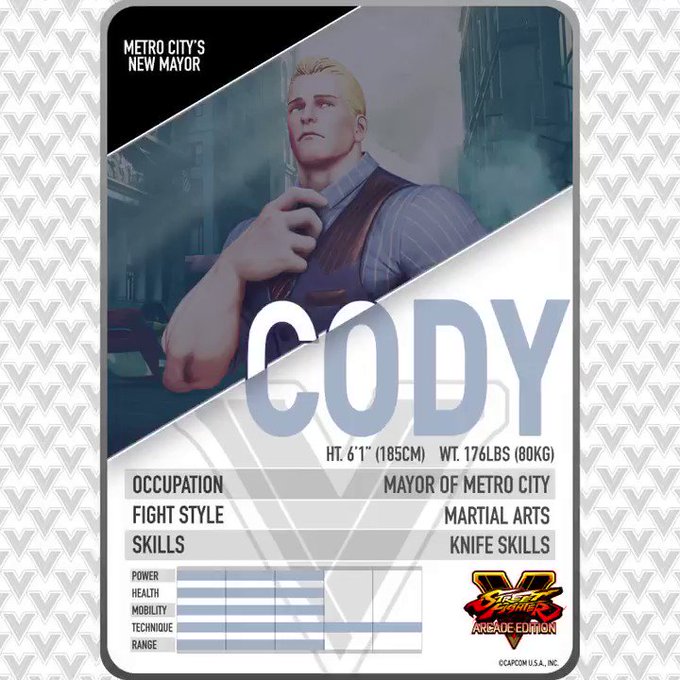 METRO CITY'S
NEW MAYOR
CODY
HT. 6'1" (185CM) WT. 176LBS (80KG)
OCCUPATION MAYOR OF METRO CITY
FIGHT STYLE MARTIAL ARTS
SKILLS KNIFE SKILLS
POWER
HEALTH
MOBILITY
TECHNIQUE
RANGE
V
STREET
FIGHTER
ARCADE EDITION
©CAPCOM U.S.A., INC.